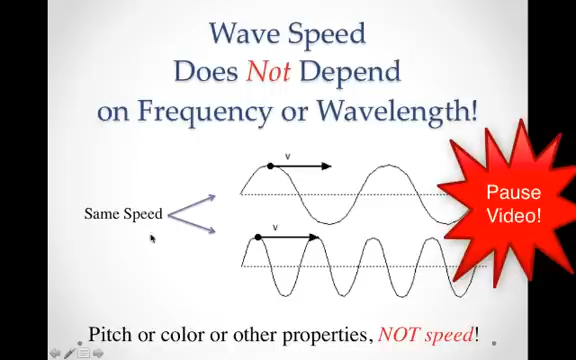 Wave Speed
Does Not Depend
on Frequency or Wavelength!
v
Pause
Video!
Same Speed
v
Pitch or color or other properties, NOT speed!